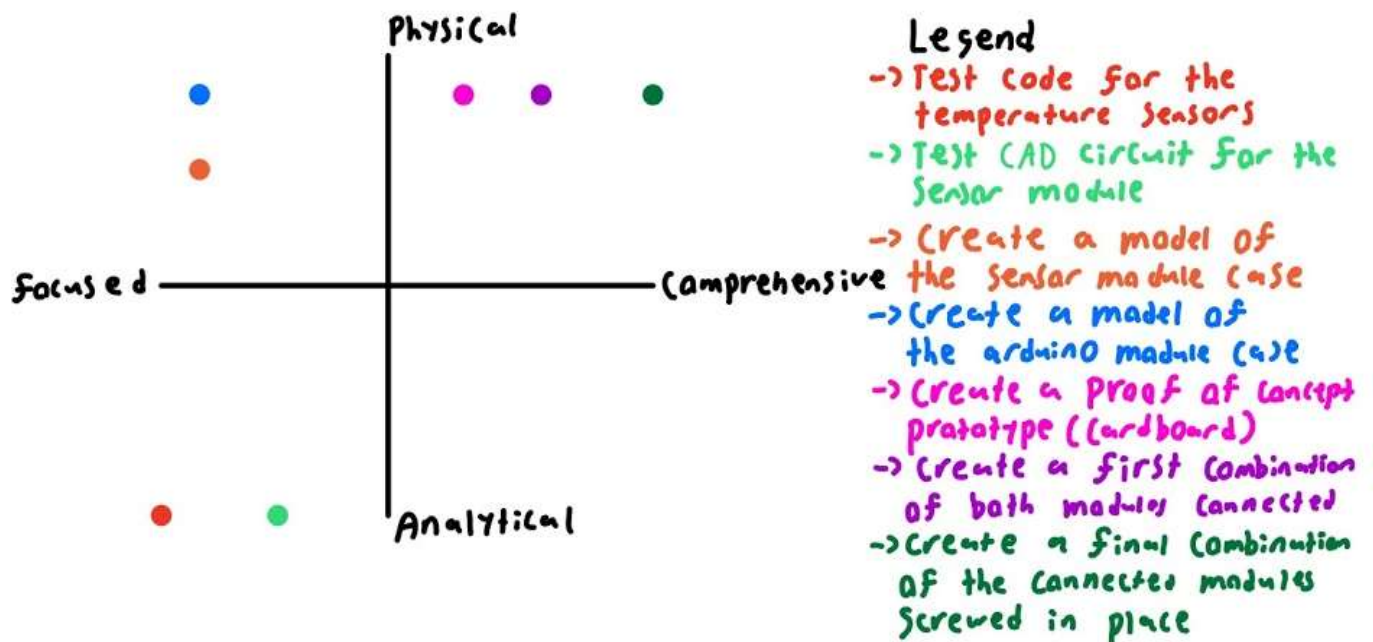 Physical
Focused
Comprehensive
Analytical
Legend
-> Test code for the
temperature sensors
-> Test CAD circuit for the
Sensor module
-> Create a model of
the sensor module case
-> Create a model of
the arduino module case
-> Create a proof of concept
prototype (Cardboard)
-> Create a first combination
of both modules connected
-> Create a final combination
of the connected modules
screwed in place